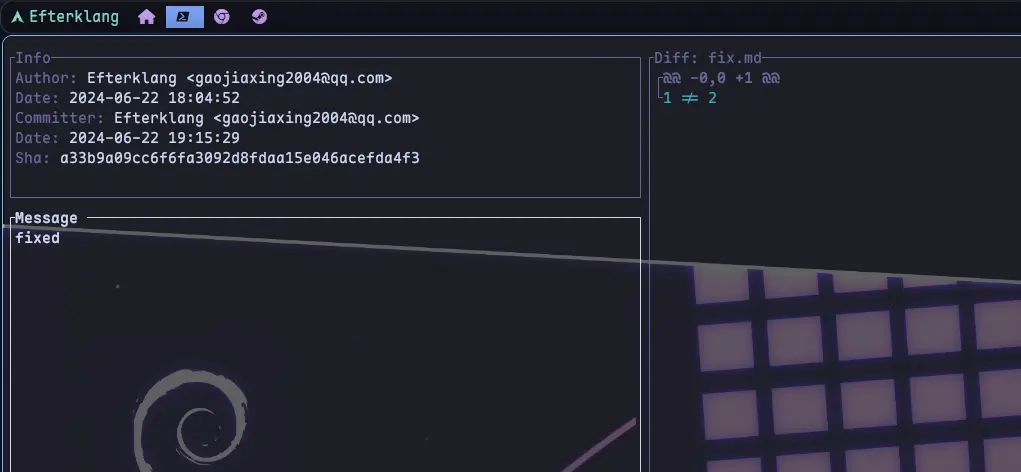 Efterklang
Info
Author: Efterklang <gaojiaxing2004@qq.com>
Date: 2024-06-22 18:04:52
Committer: Efterklang <gaojiaxing2004@qq.com>
Date: 2024-06-22 19:15:29
Sha: a33b9a09cc6f6fa3092d8fdaa15e046acefda4f3
Message
fixed
Diff: fix.md
@@ -0,0 +1 @@
1 ≠ 2